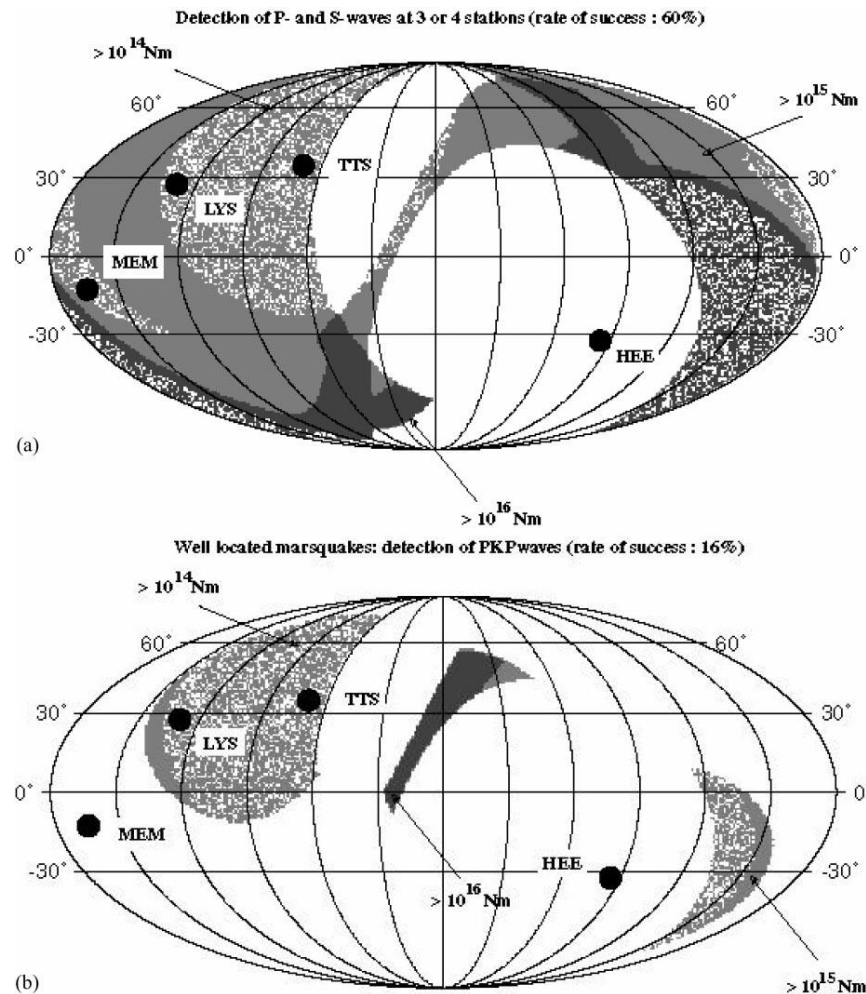 Detection of P- and S-waves at 3 or 4 stations (rate of success : 60%)
> 10^14 Nm
60°
60°
> 10^15 Nm
TTS
30°
30°
LYS
MEM
0°
0°
-30°
-30°
HEE
(a)
> 10^16 Nm
Well located marsquakes: detection of PKPwaves (rate of success : 16%)
> 10^14 Nm
60°
60°
TTS
30°
30°
LYS
0°
0
MEM
HEE
-30°
-30°
> 10^16 Nm
> 10^15 Nm
(b)